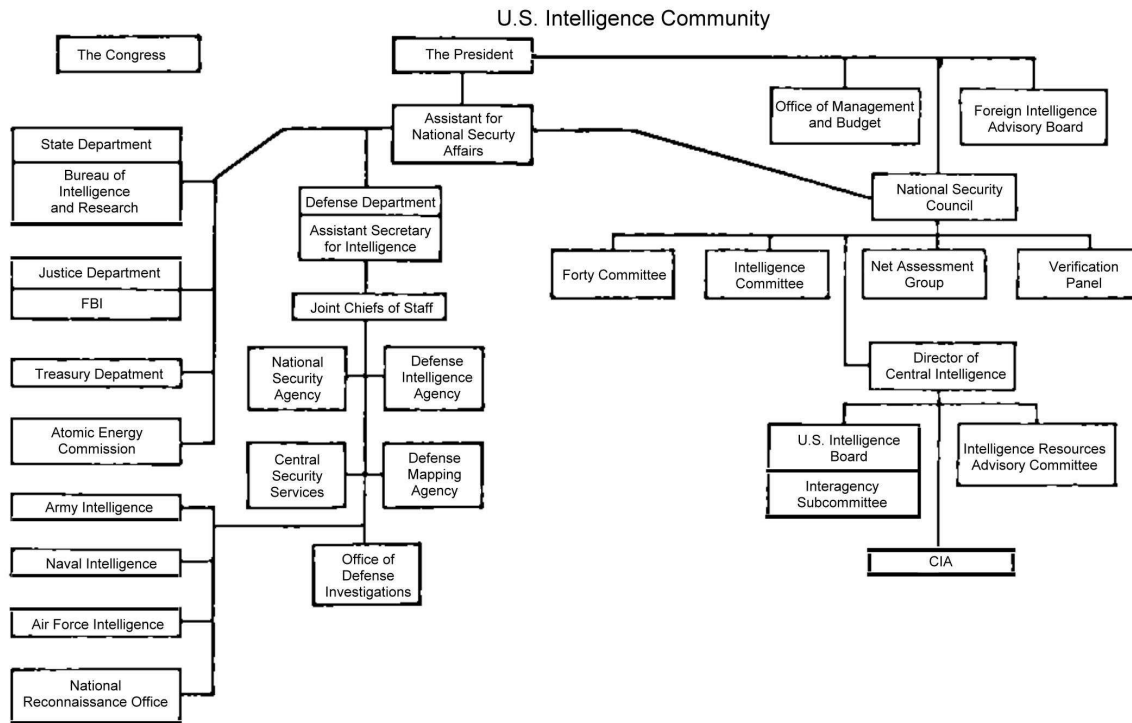 U.S. Intelligence Community
The Congress
The President
Office of Management
and Budget
Foreign Intelligence
Advisory Board
Assistant for
National Securty
Affairs
State Department
Bureau of
Intelligence
and Research
Defense Department
Assistant Secretary
for Intelligence
National Security
Council
Justice Department
FBI
Forty Committee
Intelligence
Committee
Net Assessment
Group
Verification
Panel
Joint Chiefs of Staff
Treasury Depatment
National
Security
Agency
Defense
Intelligence
Agency
Director of
Central Intelligence
Atomic Energy
Commission
Central
Security
Services
Defense
Mapping
Agency
U.S. Intelligence
Board
Interagency
Subcommittee
Intelligence Resources
Advisory Committee
Army Intelligence
Naval Intelligence
Office of
Defense
Investigations
CIA
Air Force Intelligence
National
Reconnaissance Office